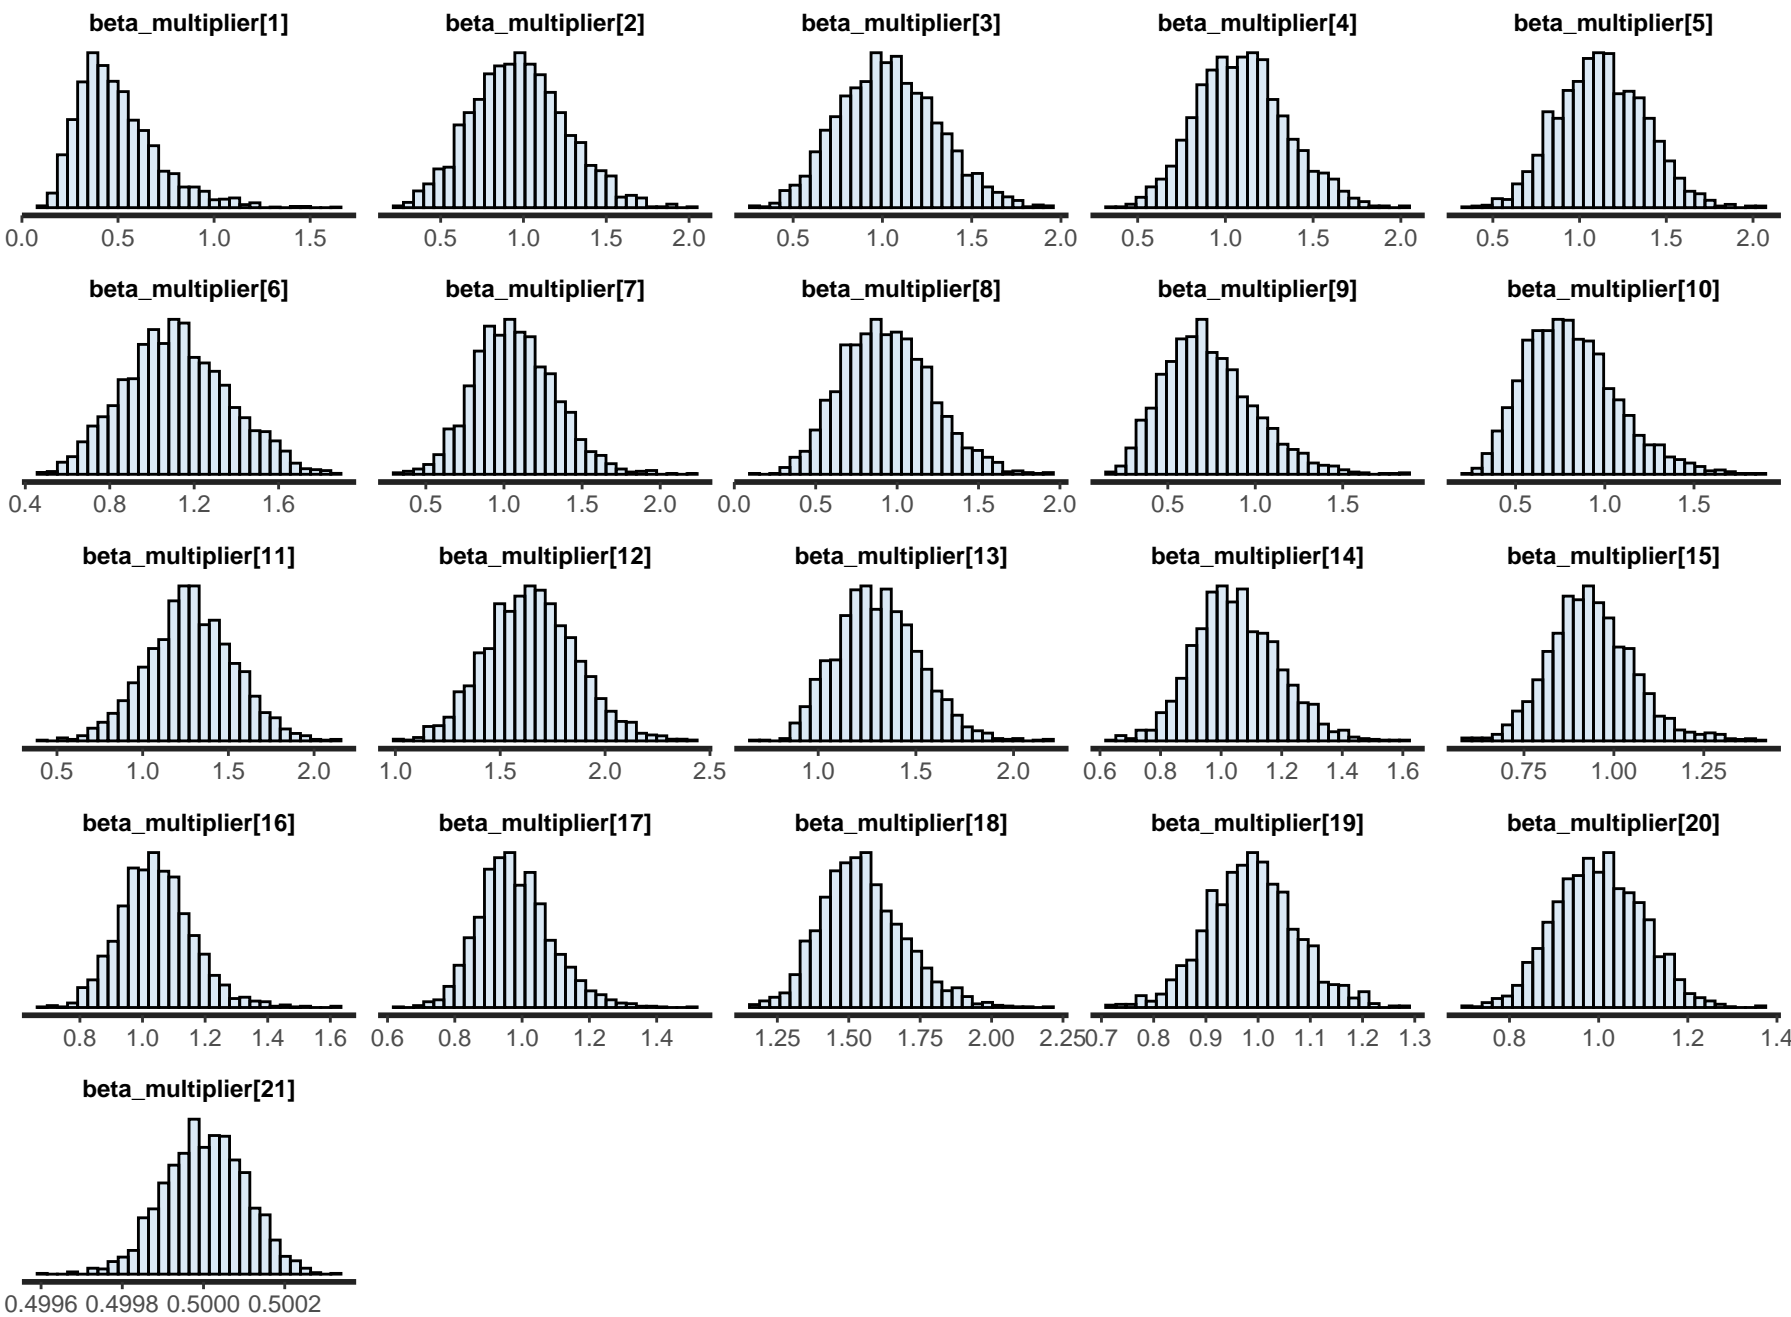 beta_multiplier[1] beta_multiplier[2] beta_multiplier[3] beta_multiplier[4] beta_multiplier[5]
0.0 0.5 1.0 1.5 0.5 1.0 1.5 2.0 0.5 1.0 1.5 2.0 0.5 1.0 1.5 2.0 0.5 1.0 1.5 2.0
beta_multiplier[6] beta_multiplier[7] beta_multiplier[8] beta_multiplier[9] beta_multiplier[10]
0.4 0.8 1.2 1.6 0.5 1.0 1.5 2.0 0.0 0.5 1.0 1.5 2.0 0.5 1.0 1.5 0.5 1.0 1.5
beta_multiplier[11] beta_multiplier[12] beta_multiplier[13] beta_multiplier[14] beta_multiplier[15]
0.5 1.0 1.5 2.0 1.0 1.5 2.0 2.5 1.0 1.5 2.0 0.6 0.8 1.0 1.2 1.4 1.6 0.75 1.00 1.25
beta_multiplier[16] beta_multiplier[17] beta_multiplier[18] beta_multiplier[19] beta_multiplier[20]
0.8 1.0 1.2 1.4 1.6 0.6 0.8 1.0 1.2 1.4 1.25 1.50 1.75 2.00 2.25 0.7 0.8 0.9 1.0 1.1 1.2 1.3 0.8 1.0 1.2 1.4
beta_multiplier[21]
0.4996 0.4998 0.5000 0.5002